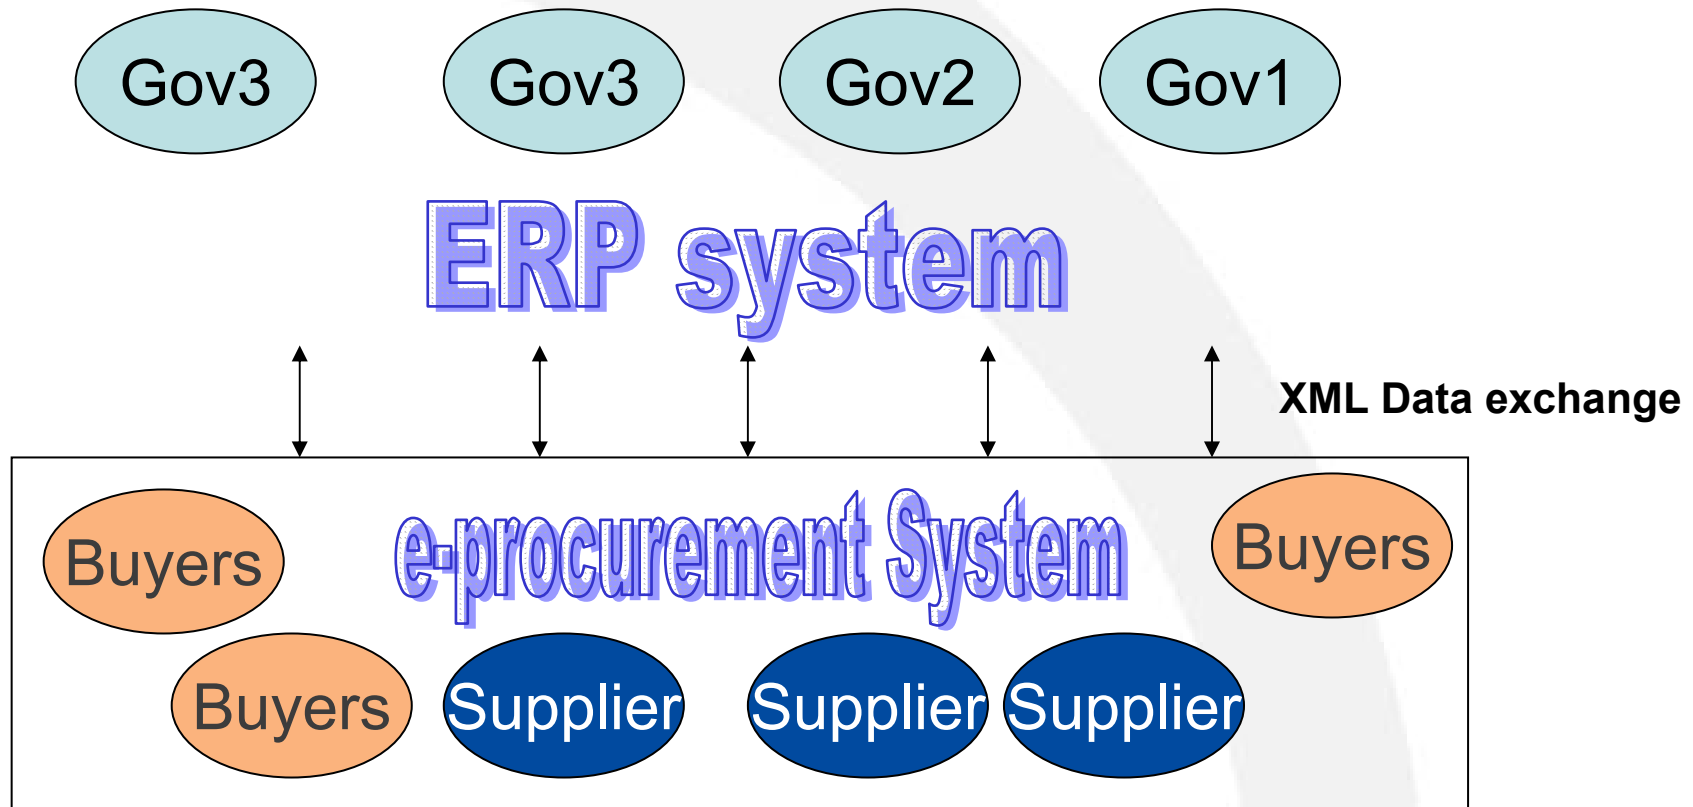 Gov3 Gov3 Gov2 Gov1
ERP system
XML Data exchange
Buyers e-procurement System Buyers
Buyers Supplier Supplier Supplier